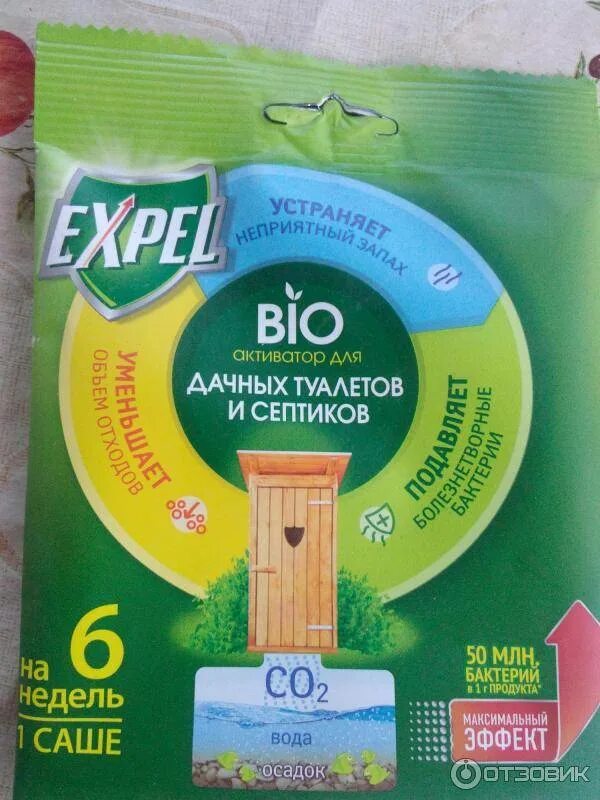 EXPEL
УСТРАНЯЕТ
НЕПРИЯТНЫЙ ЗАПАХ
BIO
активатор для
ДАЧНЫХ ТУАЛЕТОВ
И СЕПТИКОВ
УМЕНЬШАЕТ
ОБЪЕМ ОТХОДОВ
ПОДАВЛЯЕТ
БОЛЕЗНЕТВОРНЫЕ
БАКТЕРИИ
на 6
недель
1 САШЕ
CO2
вода
осадок
50 МЛН.
БАКТЕРИЙ
в 1 г ПРОДУКТА*
МАКСИМАЛЬНЫЙ
ЭФФЕКТ
ОТЗОВИК